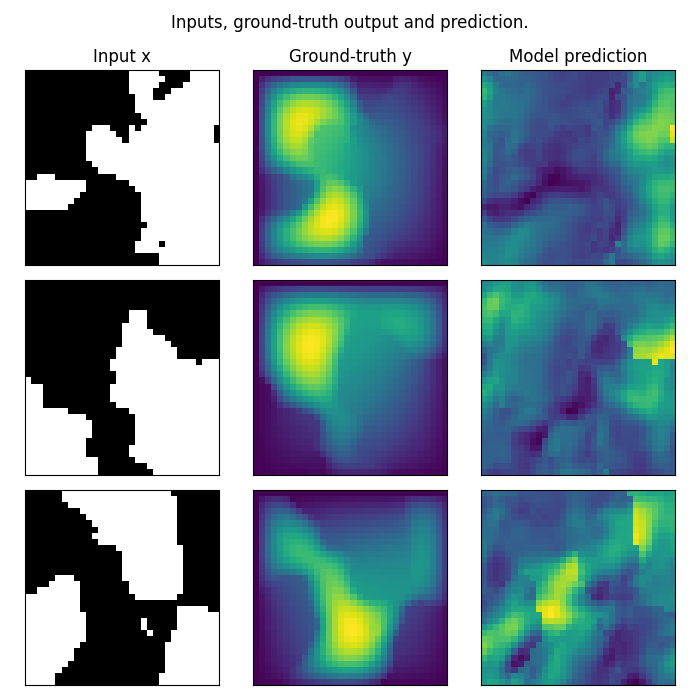 Inputs, ground-truth output and prediction.
Input x
Ground-truth y
Model prediction